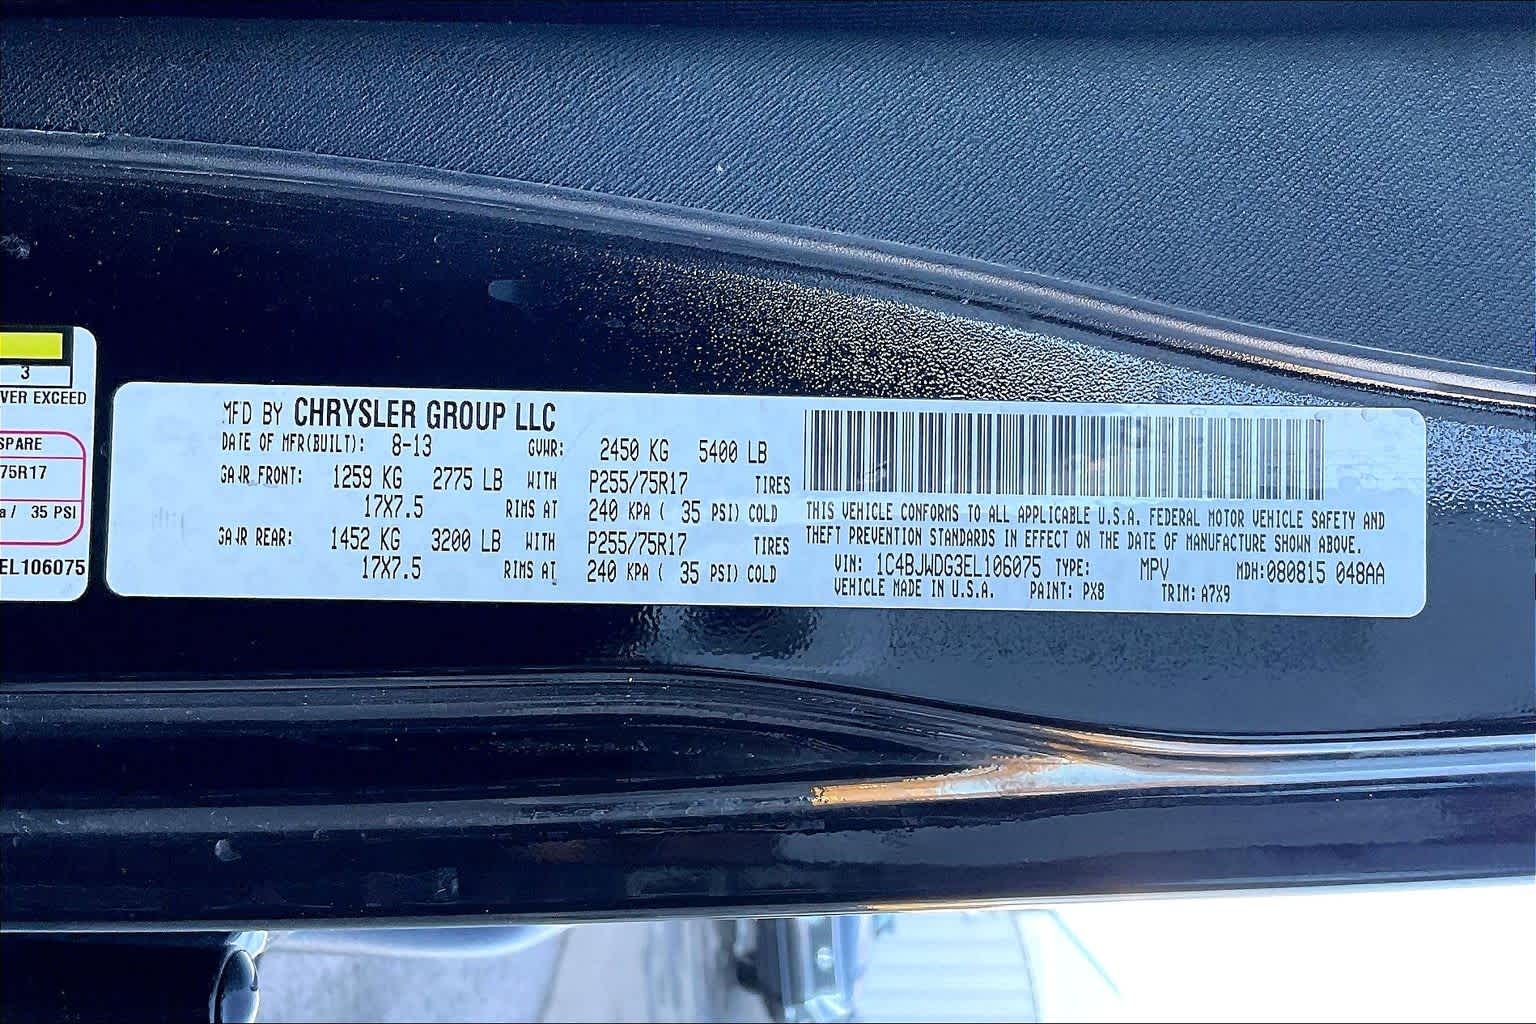 3
VER EXCEED
SPARE
75R17
a / 35 PSI
EL106075
MFD BY CHRYSLER GROUP LLC
DATE OF MFR(BUILT): 8-13 GVWR: 2450 KG 5400 LB
GAWR FRONT: 1259 KG 2775 LB WITH P255/75R17 TIRES
17X7.5 RIMS AT 240 KPA ( 35 PSI) COLD
GAWR REAR: 1452 KG 3200 LB WITH P255/75R17 TIRES
17X7.5 RIMS AT 240 KPA ( 35 PSI) COLD
THIS VEHICLE CONFORMS TO ALL APPLICABLE U.S.A. FEDERAL MOTOR VEHICLE SAFETY AND
THEFT PREVENTION STANDARDS IN EFFECT ON THE DATE OF MANUFACTURE SHOWN ABOVE.
VIN: 1C4BJWDG3EL106075 TYPE: MPV MDH:080815 048AA
VEHICLE MADE IN U.S.A. PAINT: PX8 TRIM: A7X9